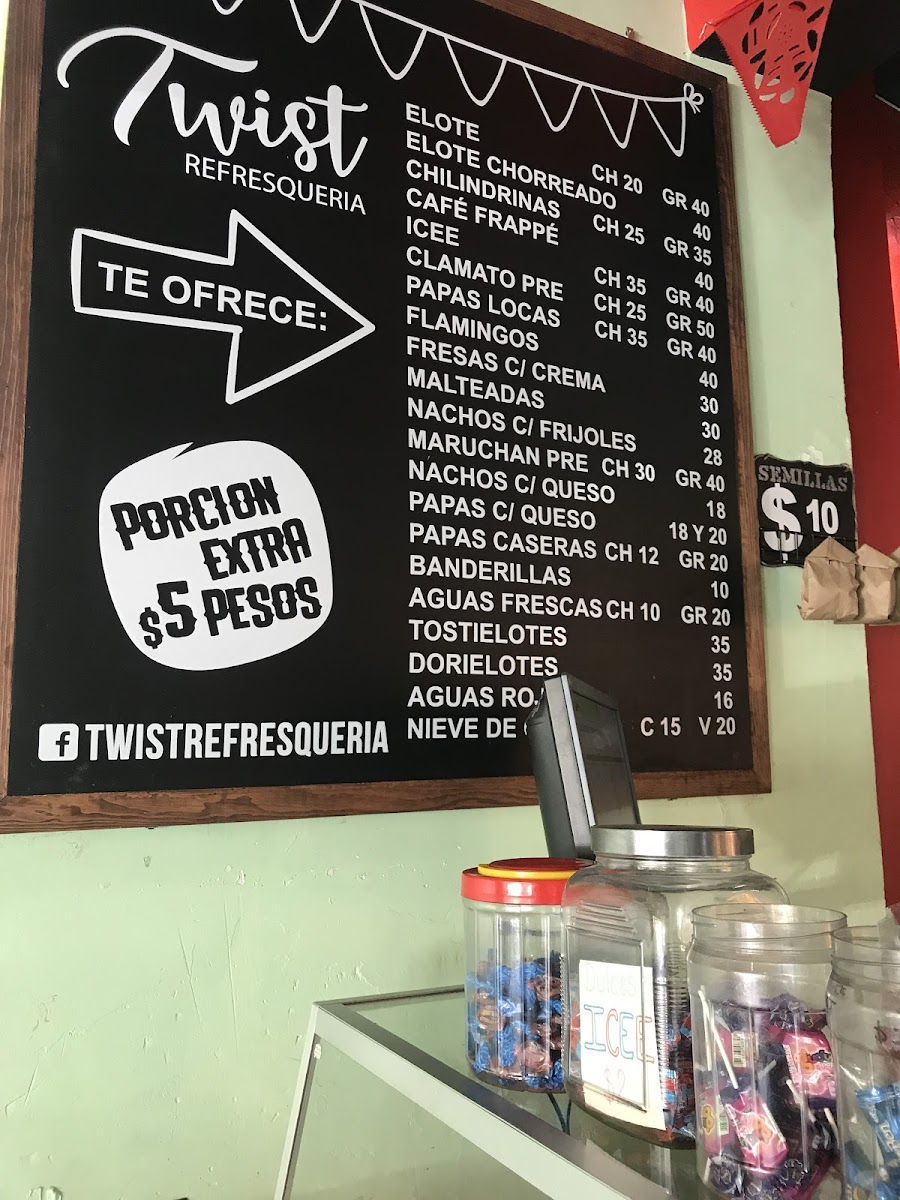 Twist
REFRESQUERIA
TE OFRECE:
PORCION
EXTRA
$5 PESOS
TWISTREFRESQUERIA
ELOTE CH 20 GR 40
ELOTE CHORREADO 40
CHILINDRINAS CH 25 GR 35
CAFÉ FRAPPÉ 40
ICEE CH 35 GR 40
CLAMATO PRE CH 25 GR 50
PAPAS LOCAS CH 35 GR 40
FLAMINGOS 40
FRESAS C/ CREMA 30
MALTEADAS 30
NACHOS C/ FRIJOLES 28
MARUCHAN PRE CH 30 GR 40
NACHOS C/ QUESO 18
PAPAS C/ QUESO 18 Y 20
PAPAS CASERAS CH 12 GR 20
BANDERILLAS 10
AGUAS FRESCAS CH 10 GR 20
TOSTIELOTES 35
DORIELOTES 35
AGUAS 16
NIEVE DE C 15 V 20
SEMILLAS
$10
Dulces
ICEE
$2